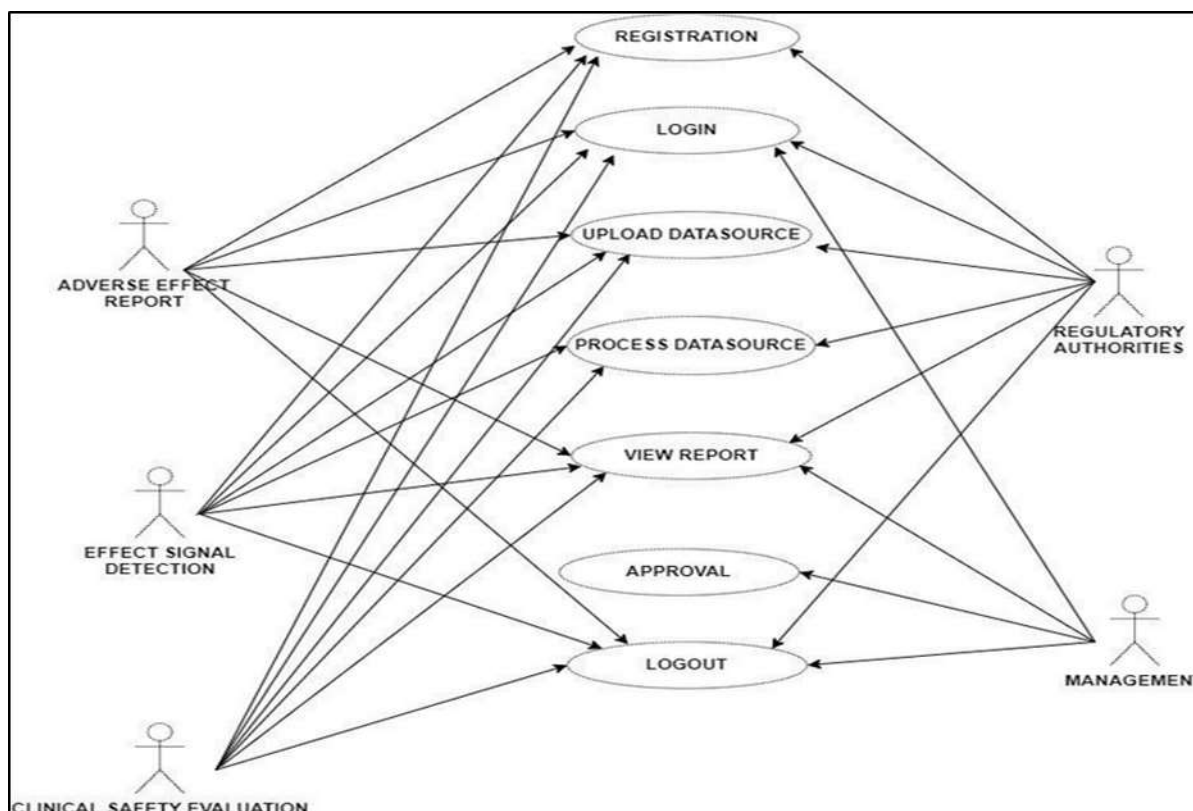 REGISTRATION
LOGIN
UPLOAD DATASOURCE
PROCESS DATASOURCE
VIEW REPORT
APPROVAL
LOGOUT
ADVERSE EFFECT
REPORT
EFFECT SIGNAL
DETECTION
CLINICAL SAFETY EVALUATION
REGULATORY
AUTHORITIES
MANAGEMEN